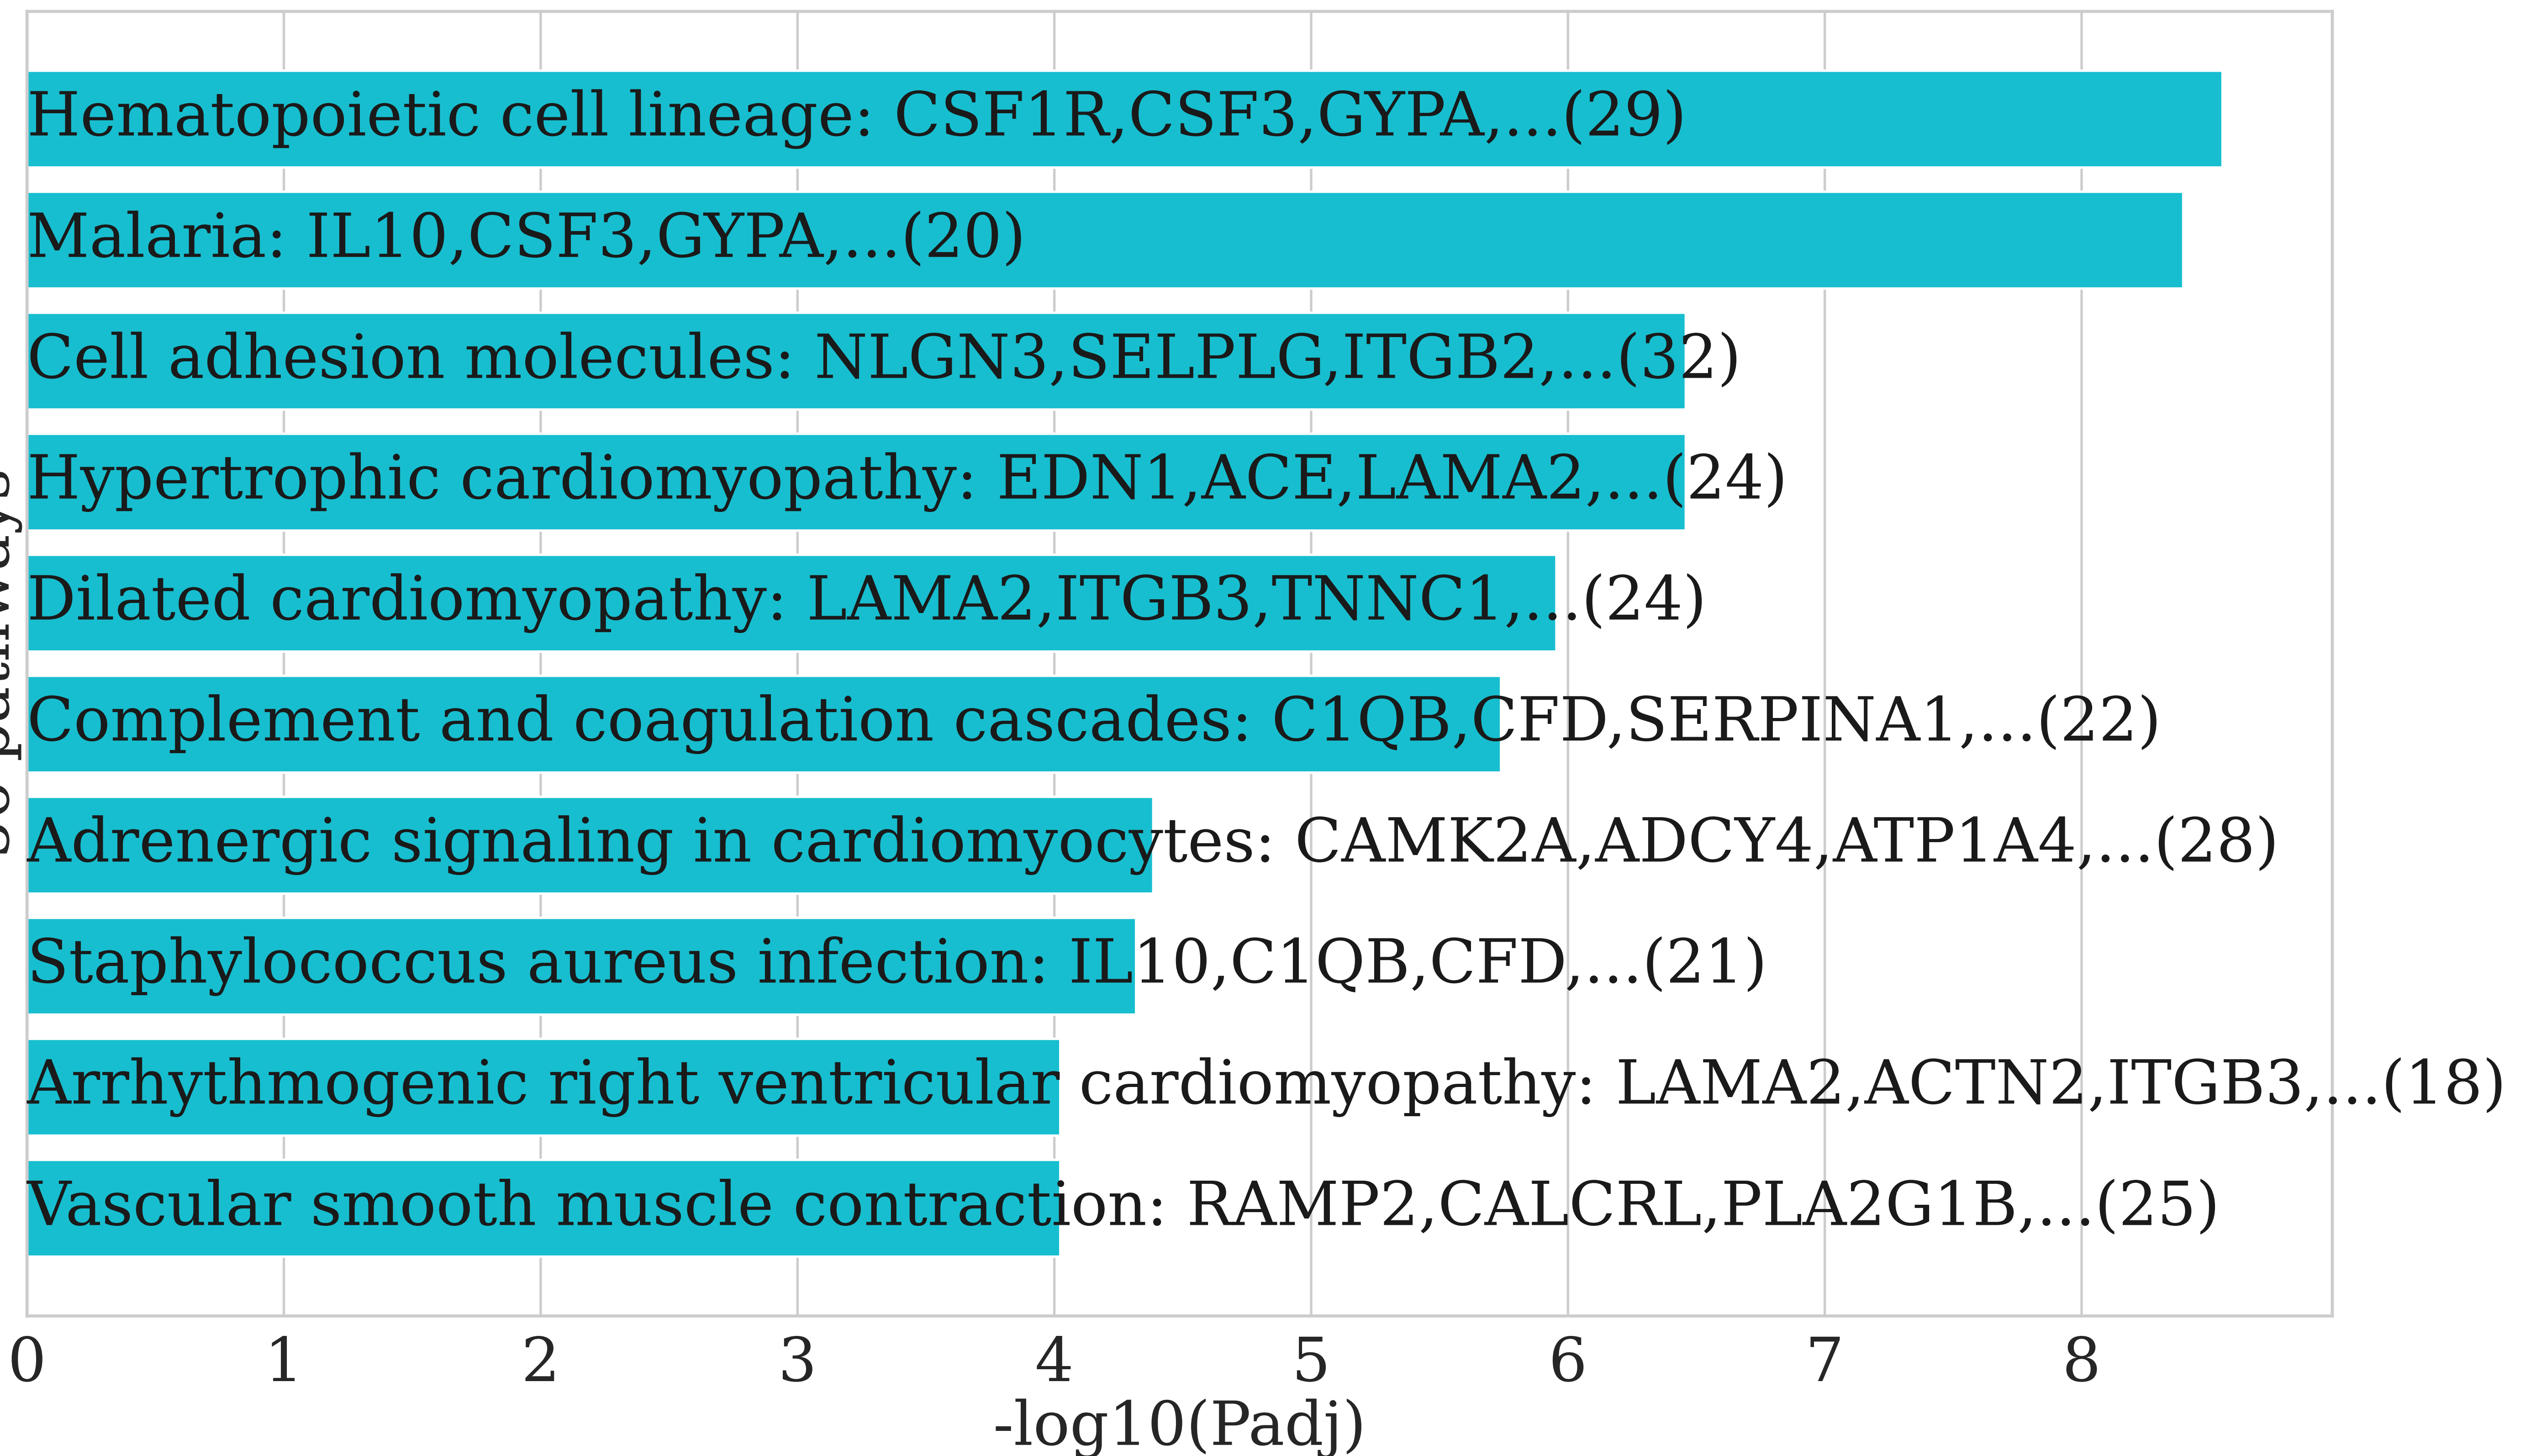 Hematopoietic cell lineage: CSF1R,CSF3,GYPA,...(29)
Malaria: IL10,CSF3,GYPA,...(20)
Cell adhesion molecules: NLGN3,SELPLG,ITGB2,...(32)
Hypertrophic cardiomyopathy: EDN1,ACE,LAMA2,...(24)
Dilated cardiomyopathy: LAMA2,ITGB3,TNNC1,...(24)
Complement and coagulation cascades: C1QB,CFD,SERPINA1,...(22)
Adrenergic signaling in cardiomyocytes: CAMK2A,ADCY4,ATP1A4,...(28)
Staphylococcus aureus infection: IL10,C1QB,CFD,...(21)
Arrhythmogenic right ventricular cardiomyopathy: LAMA2,ACTN2,ITGB3,...(18)
Vascular smooth muscle contraction: RAMP2,CALCRL,PLA2G1B,...(25)
0 1 2 3 4 5 6 7 8
-log10(Padj)
pathways